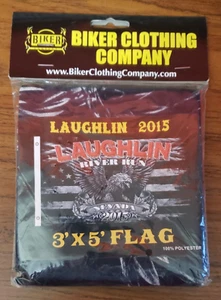 BIKER
BIKER CLOTHING
COMPANY
www.BikerClothingCompany.com
LAUGHLIN 2015
LAUGHLIN
RIVER RUN
NEVADA
2015
3' X 5' FLAG
100% POLYESTER